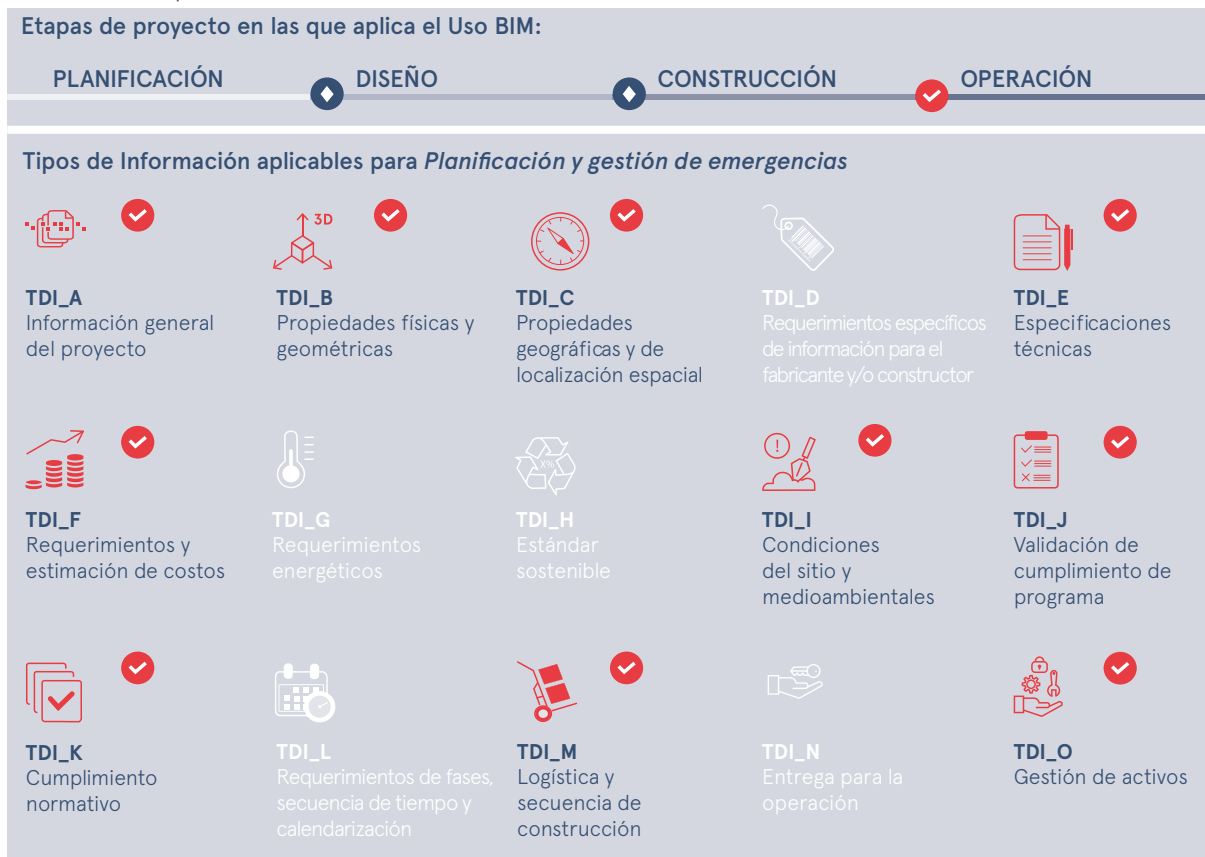 Etapas de proyecto en las que aplica el Uso BIM:
PLANIFICACIÓN DISEÑO CONSTRUCCIÓN OPERACIÓN
Tipos de Información aplicables para Planificación y gestión de emergencias
3D
TDI_A
Información general
del proyecto
TDI_B
Propiedades físicas y
geométricas
TDI_C
Propiedades
geográficas y de
localización espacial
TDI_D
Requerimientos específicos
de información para el
fabricante y/o constructor
TDI_E
Especificaciones
técnicas
TDI_F
Requerimientos y
estimación de costos
TDI_G
Requerimientos
energéticos
X%
TDI_H
Estándar
sostenible
TDI_I
Condiciones
del sitio y
medioambientales
TDI_J
Validación de
cumplimiento de
programa
TDI_K
Cumplimiento
normativo
TDI_L
Requerimientos de fases,
secuencia de tiempo y
calendarización
TDI_M
Logística y
secuencia de
construcción
TDI_N
Entrega para la
operación
TDI_O
Gestión de activos